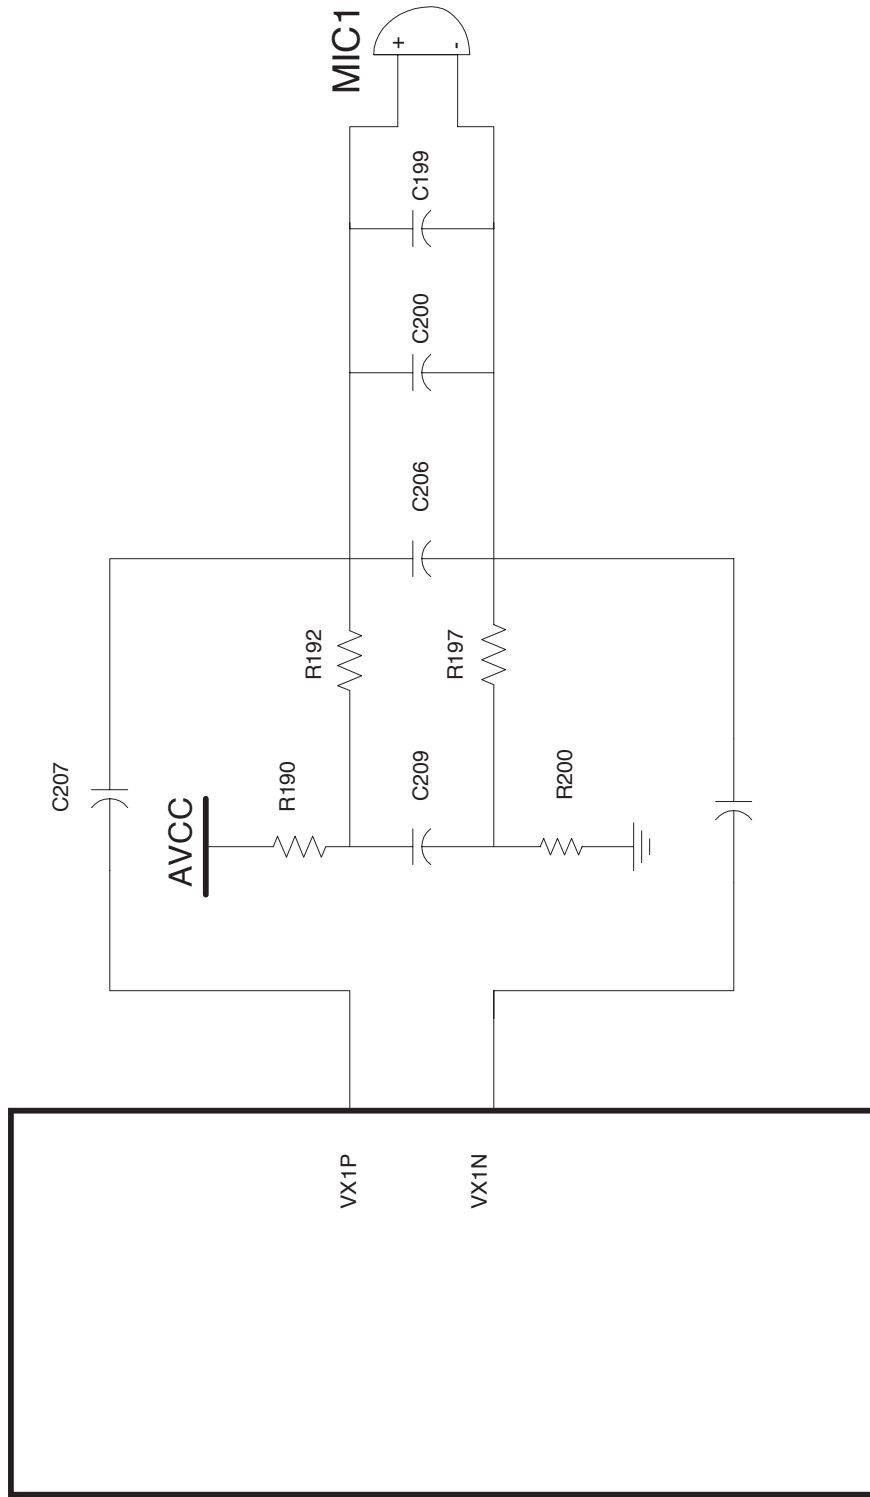 MIC1
+
-
C199
C200
C206
R192
R197
C207
AVCC
R190
C209
R200
VX1P
VX1N